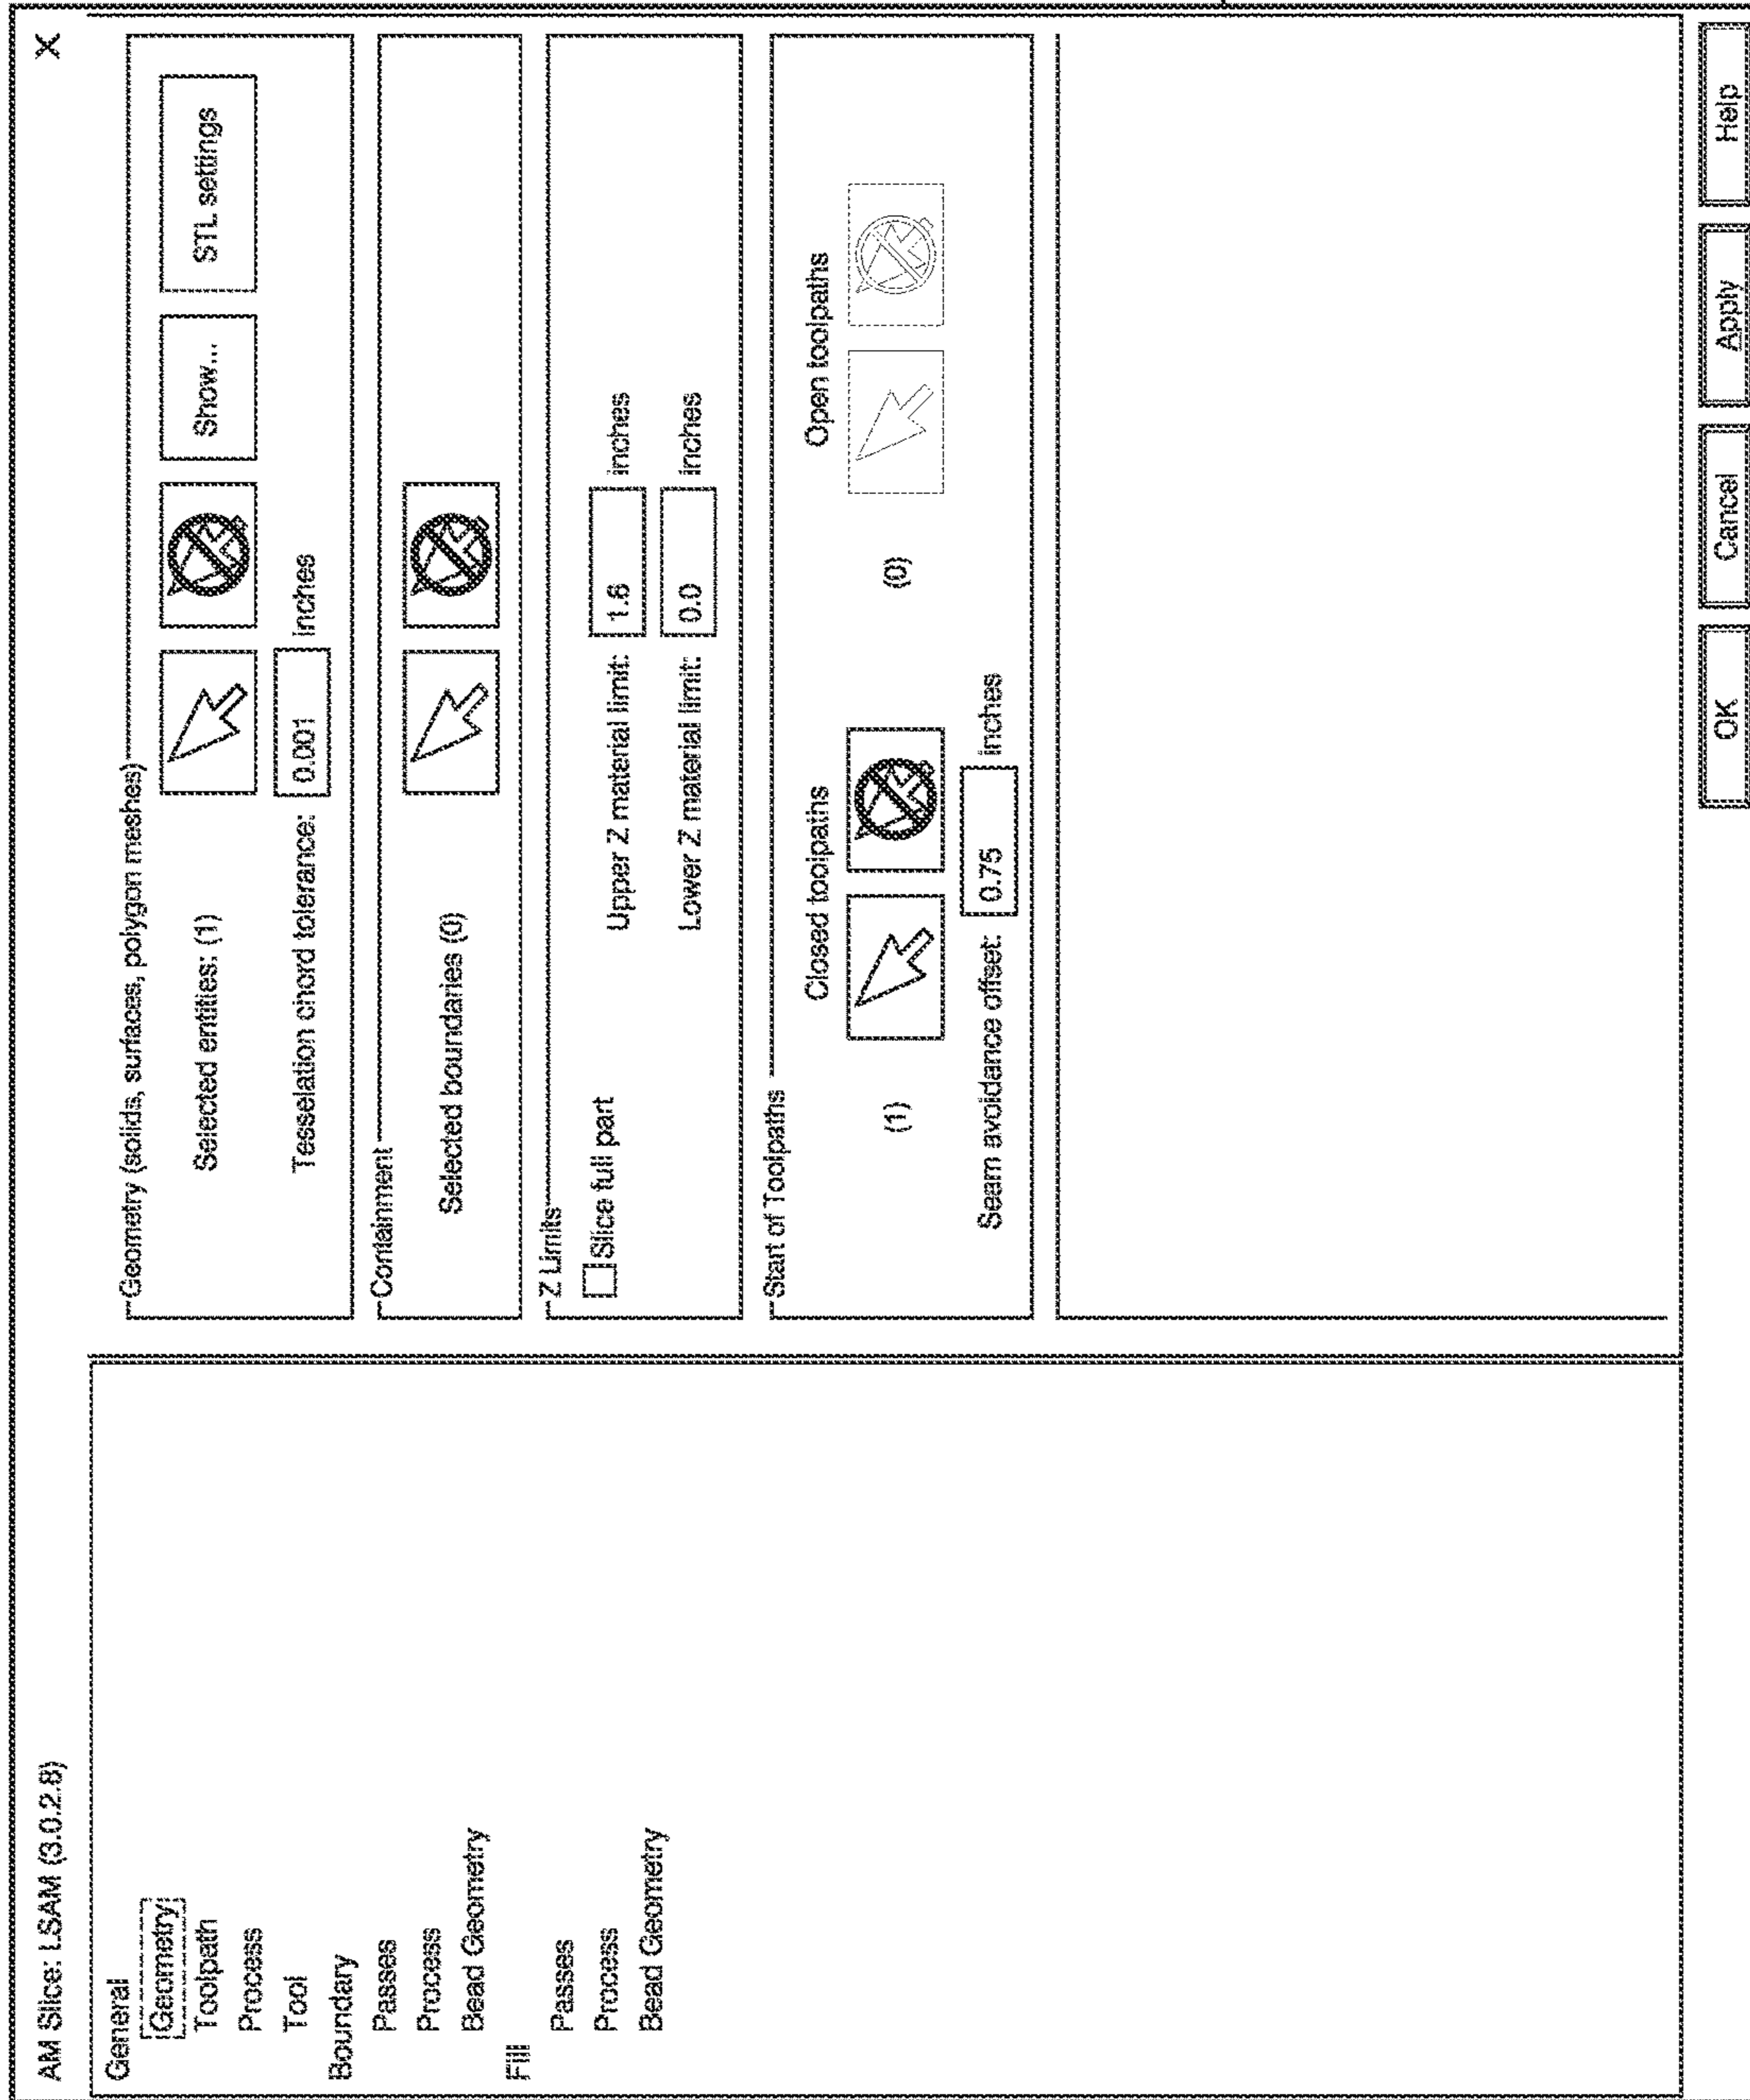 AM Slice: LSAM (3.0.2.8)
X
General
Geometry
Toolpath
Process
Tool
Boundary
Passes
Process
Bead Geometry
Fill
Passes
Process
Bead Geometry
Geometry (solids, surfaces, polygon meshes)
Selected entities: (1)
Show...
STL settings
Tesselation chord tolerance: 0.001 inches
Containment
Selected boundaries (0)
Z Limits
Slice full part
Upper Z material limit: 1.6 inches
Lower Z material limit: 0.0 inches
Start of Toolpaths
Closed toolpaths
Open toolpaths
(1)
(0)
Seam avoidance offset: 0.75 inches
OK
Cancel
Apply
Help